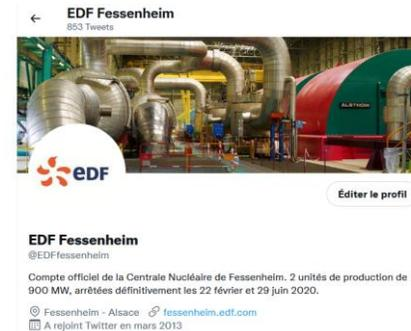 EDF Fessenheim
853 Tweets
ALSTHOM
eDF
Éditer le profil
EDF Fessenheim
@EDFfessenheim
Compte officiel de la Centrale Nucléaire de Fessenheim. 2 unités de production de
900 MW, arrêtées définitivement les 22 février et 29 juin 2020.
Fessenheim - Alsace fessenheim.edf.com
A rejoint Twitter en mars 2013